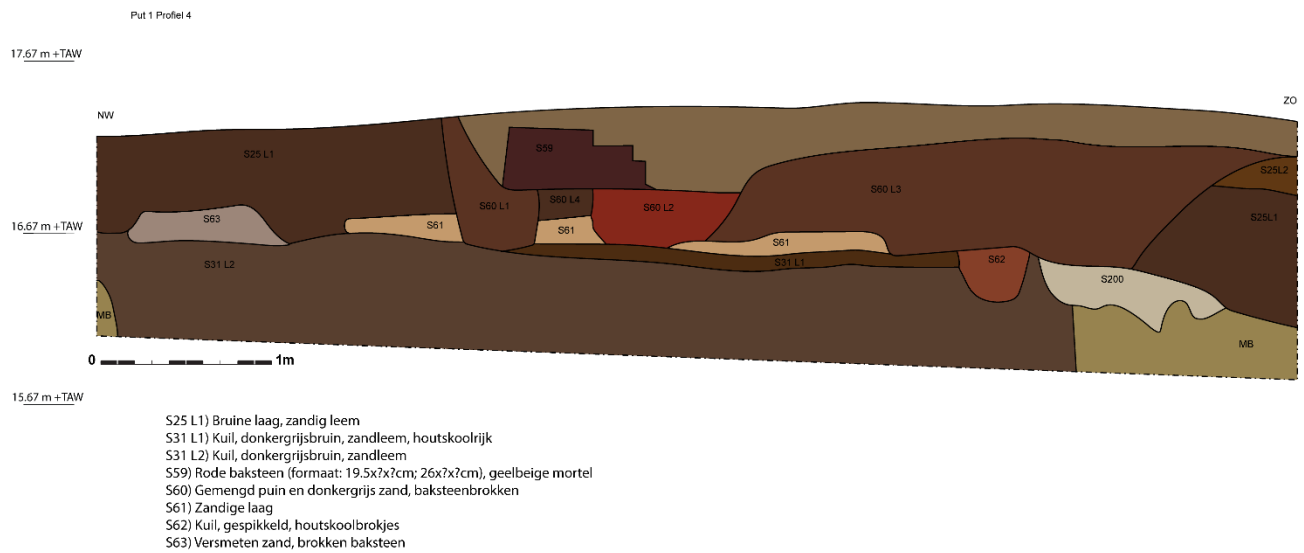 Put 1 Profiel 4
17.67 m +TAW
NW
ZO
S59
S25 L1
S25L2
S60 L3
S60 L4
S60 L1
S60 L2
S63
S25L1
16.67 m +TAW
S61
S61
S61
S31 L2
S31 L1
S62
S200
MB
MB
0
1m
15.67 m +TAW
S25 L1) Bruine laag, zandig leem
S31 L1) Kuil, donkergrijsbruin, zandleem, houtskoolrijk
S31 L2) Kuil, donkergrijsbruin, zandleem
S59) Rode baksteen (formaat: 19.5x?x?cm; 26x?x?cm), geelbeige mortel
S60) Gemengd puin en donkergrijs zand, baksteenbrokken
S61) Zandige laag
S62) Kuil, gespikkeld, houtskoolbrokjes
S63) Versmeten zand, brokken baksteen